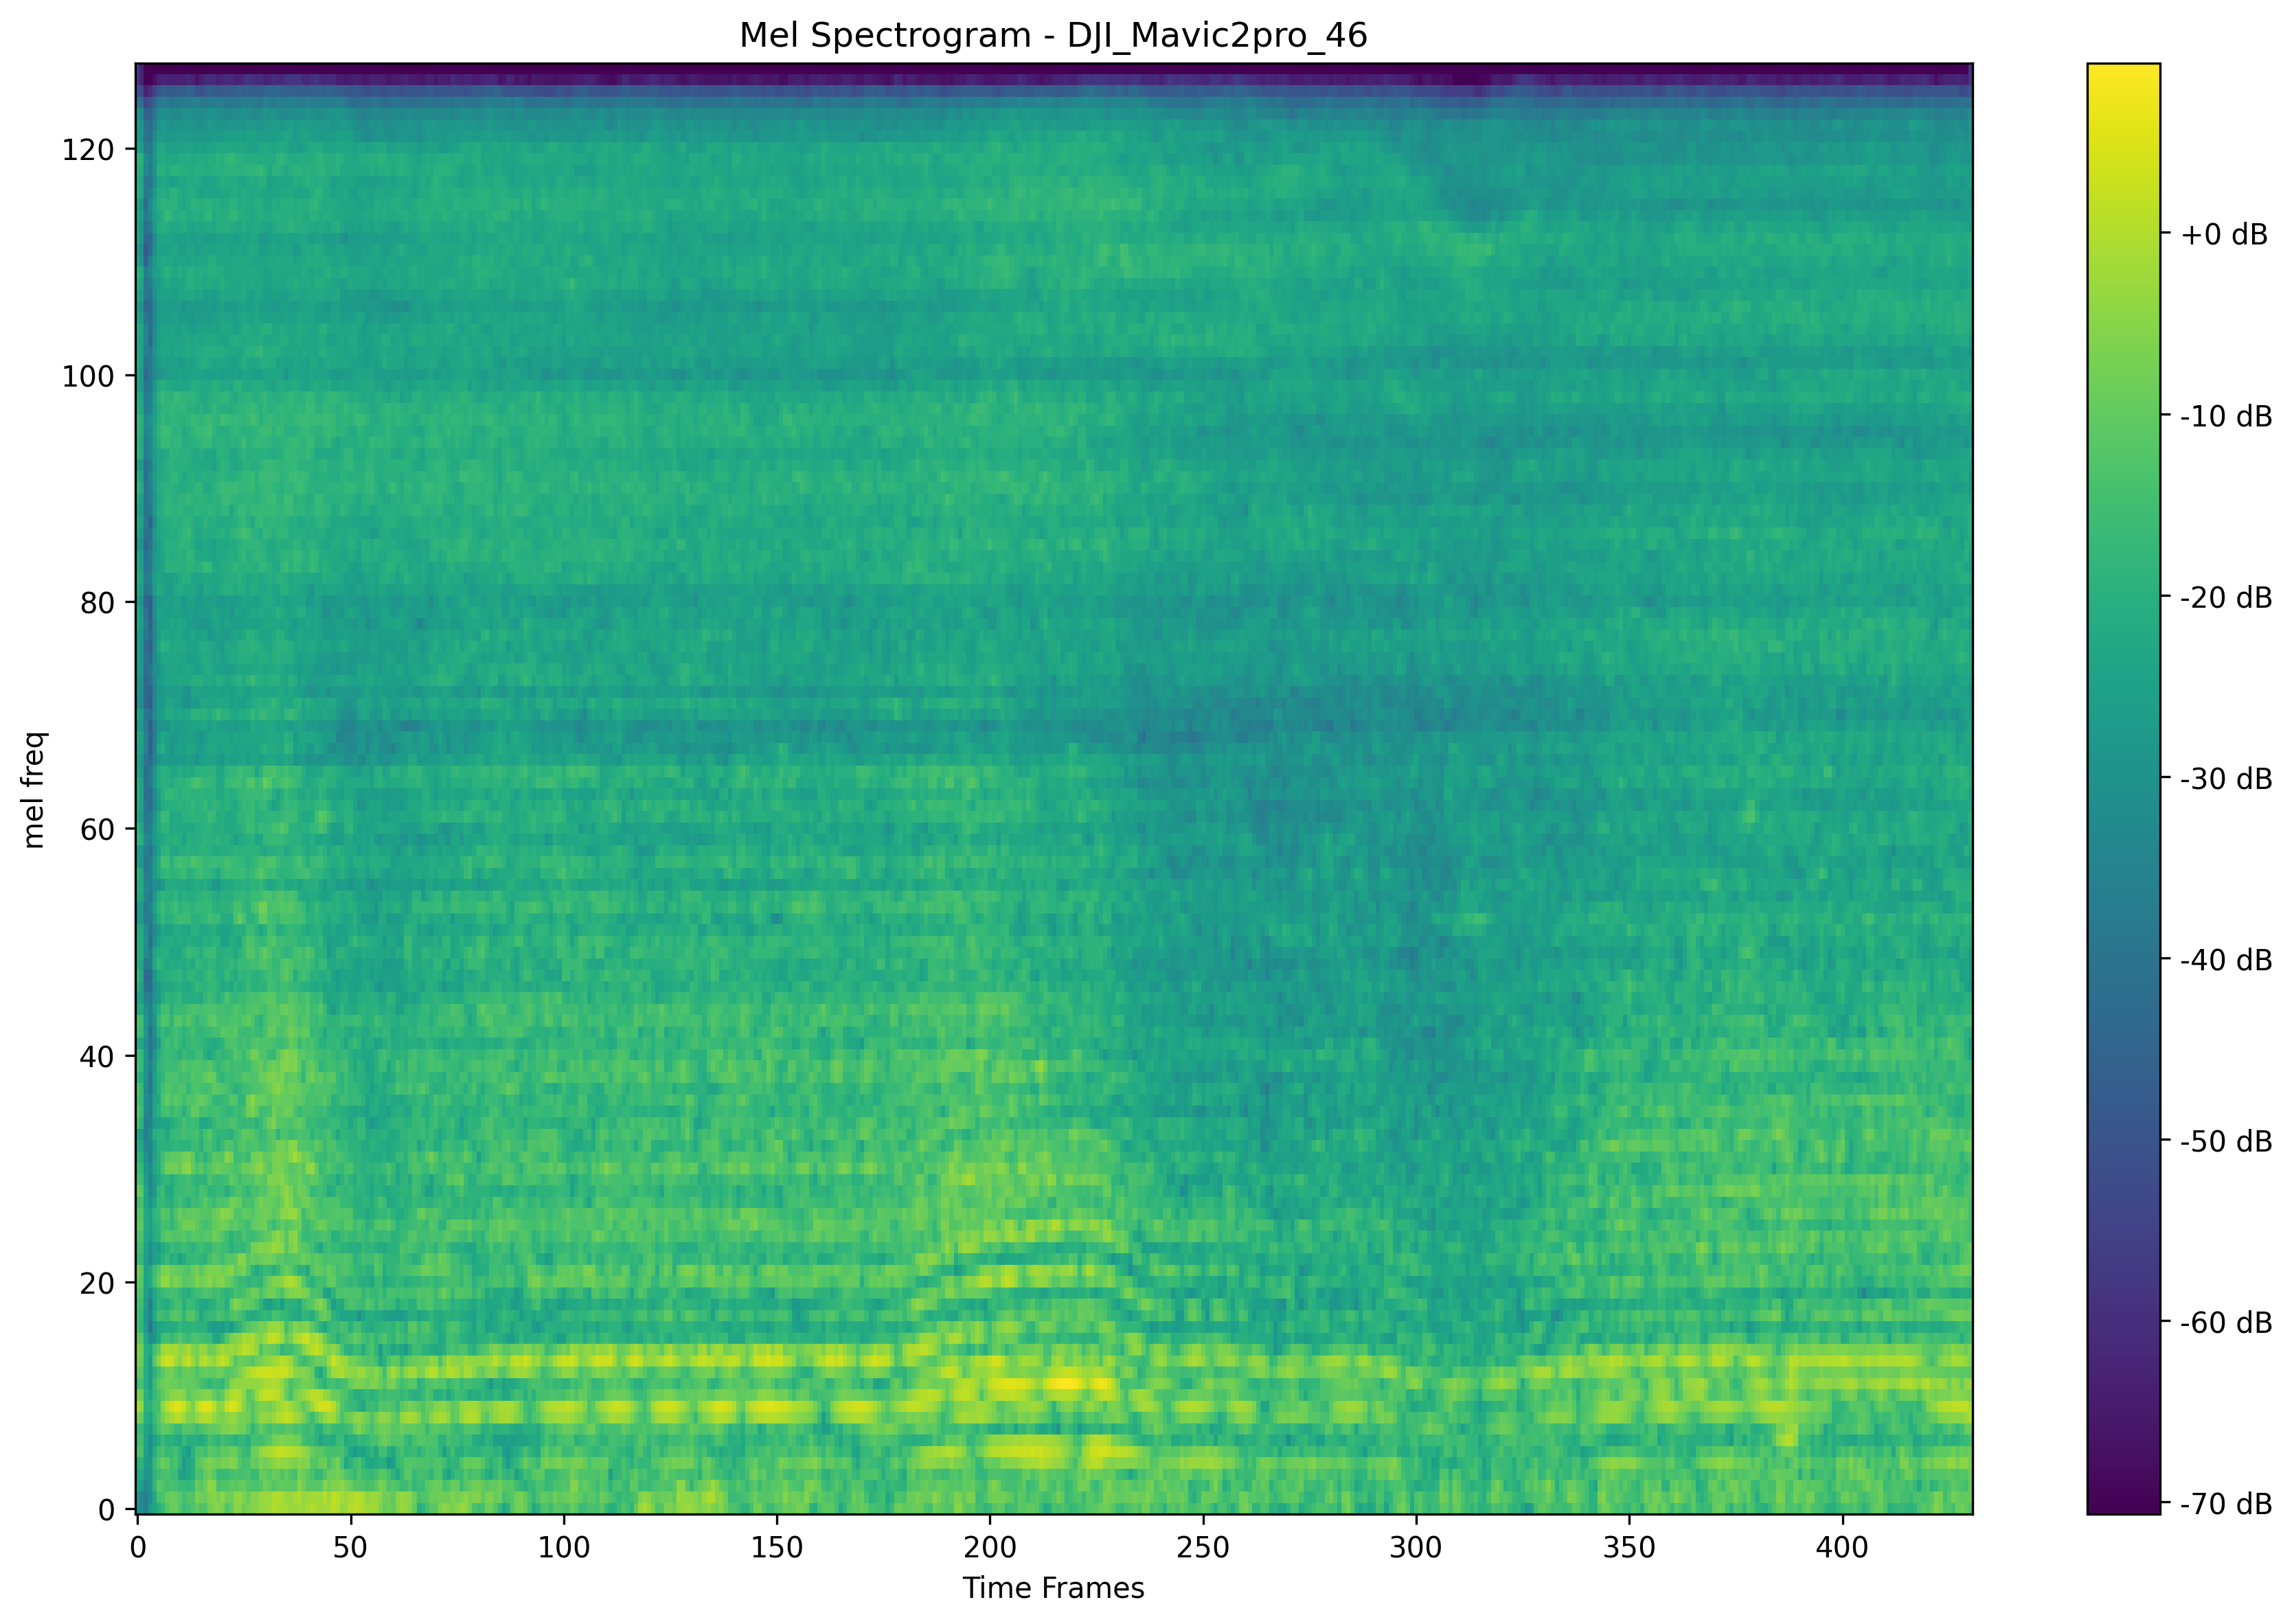 Mel Spectrogram - DJI_Mavic2pro_46
mel freq
120
100
80
60
40
20
0
0 50 100 150 200 250 300 350 400
Time Frames
+0 dB
-10 dB
-20 dB
-30 dB
-40 dB
-50 dB
-60 dB
-70 dB